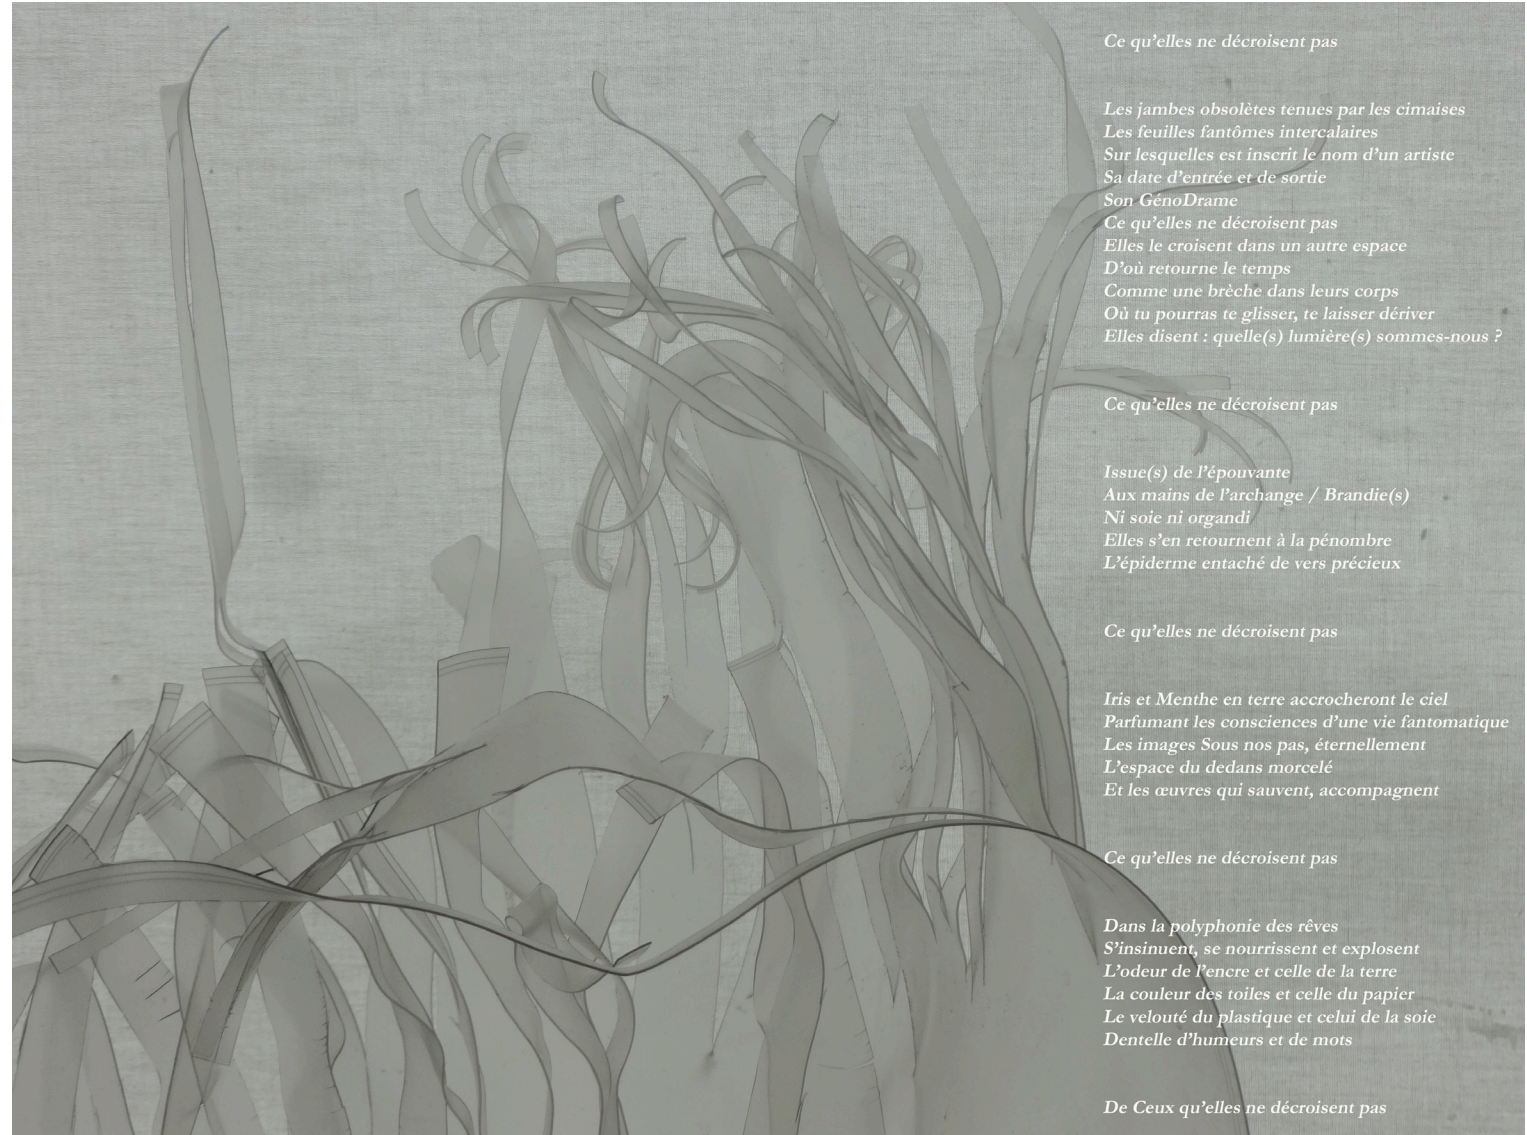 Ce qu’elles ne décroisent pas
Les jambes obsolètes tenues par les cimaises
Les feuilles fantômes intercalaires
Sur lesquelles est inscrit le nom d’un artiste
Sa date d’entrée et de sortie
Son GénoDrame
Ce qu’elles ne décroisent pas
Elles le croisent dans un autre espace
D’où retourne le temps
Comme une brèche dans leurs corps
Où tu pourras te glisser, te laisser dériver
Elles disent : quelle(s) lumière(s) sommes-nous ?
Ce qu’elles ne décroisent pas
Issue(s) de l’épouvante
Aux mains de l’archange / Brandie(s)
Ni soie ni organdi
Elles s’en retournent à la pénombre
L’épiderme entaché de vers précieux
Ce qu’elles ne décroisent pas
Iris et Menthe en terre accrocheront le ciel
Parfumant les consciences d’une vie fantomatique
Les images Sous nos pas, éternellement
L’espace du dedans morcelé
Et les œuvres qui sauvent, accompagnent
Ce qu’elles ne décroisent pas
Dans la polyphonie des rêves
S’insinuent, se nourrissent et explosent
L’odeur de l’encre et celle de la terre
La couleur des toiles et celle du papier
Le velouté du plastique et celui de la soie
Dentelle d’humeurs et de mots
De Ceux qu’elles ne décroisent pas